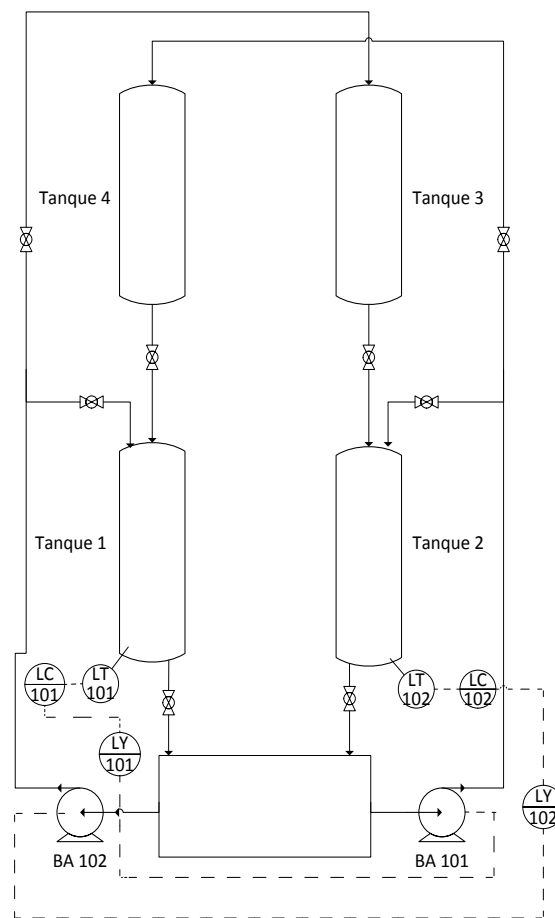 Tanque 4
Tanque 3
Tanque 1
Tanque 2
LC
101
LT
101
LT
102
LC
102
LY
101
LY
102
BA 102
BA 101